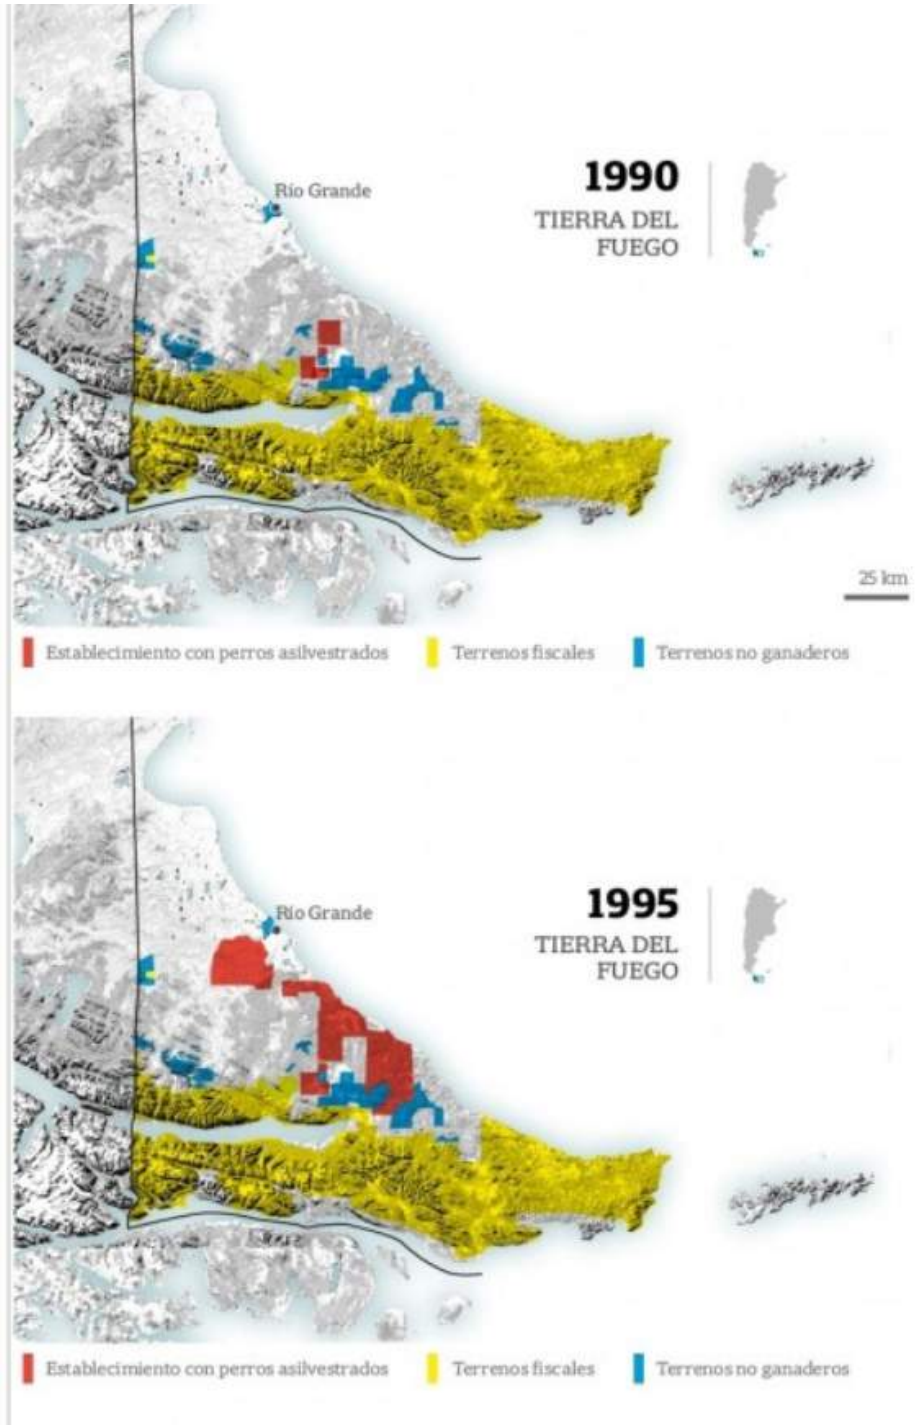 1990
TIERRA DEL
FUEGO
Río Grande
25 km
Establecimiento con perros asilvestrados
Terrenos fiscales
Terrenos no ganaderos
1995
TIERRA DEL
FUEGO
Río Grande
Establecimiento con perros asilvestrados
Terrenos fiscales
Terrenos no ganaderos